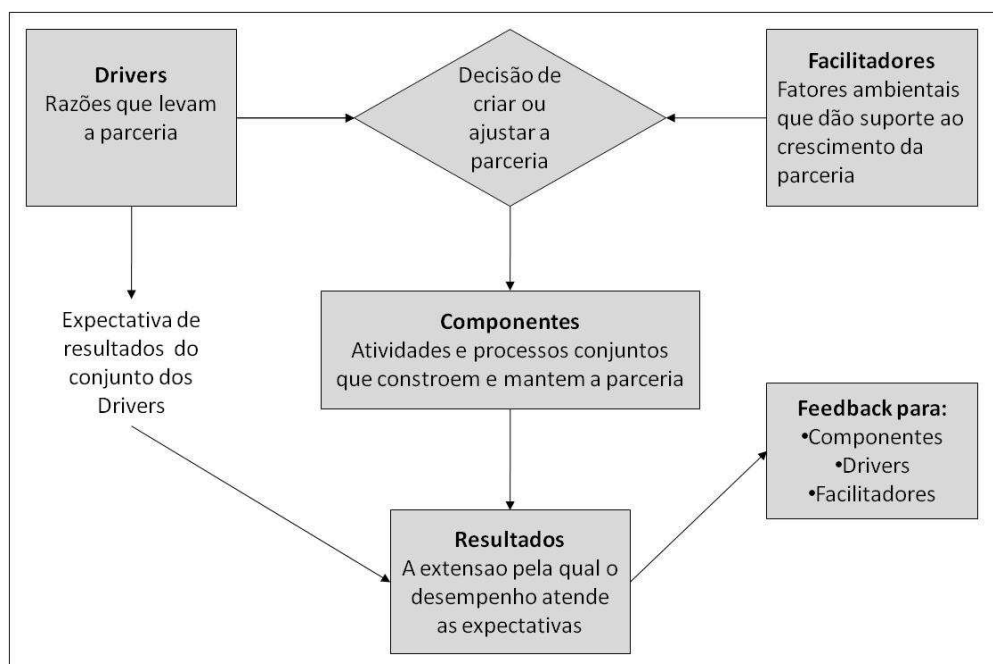 Drivers
Razões que levam
a parceria
Decisão de
criar ou
ajustar a
parceria
Facilitadores
Fatores ambientais
que dão suporte ao
crescimento da
parceria
Expectativa de
resultados do
conjunto dos
Drivers
Componentes
Atividades e processos conjuntos
que constroem e mantem a parceria
Feedback para:
•Componentes
•Drivers
•Facilitadores
Resultados
A extensao pela qual o
desempenho atende
as expectativas